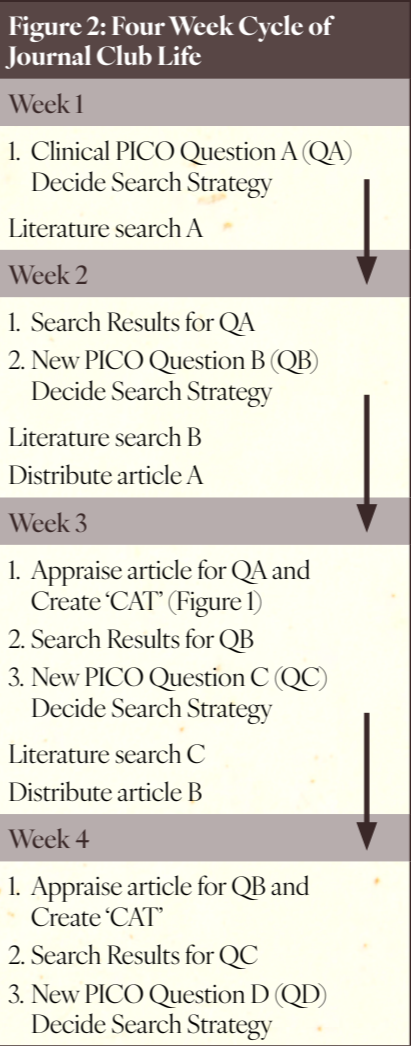 Figure 2: Four Week Cycle of
Journal Club Life
Week 1
1. Clinical PICO Question A (QA)
Decide Search Strategy
Literature search A
Week 2
1. Search Results for QA
2. New PICO Question B (QB)
Decide Search Strategy
Literature search B
Distribute article A
Week 3
1. Appraise article for QA and
Create ‘CAT’ (Figure 1)
2. Search Results for QB
3. New PICO Question C (QC)
Decide Search Strategy
Literature search C
Distribute article B
Week 4
1. Appraise article for QB and
Create ‘CAT’
2. Search Results for QC
3. New PICO Question D (QD)
Decide Search Strategy